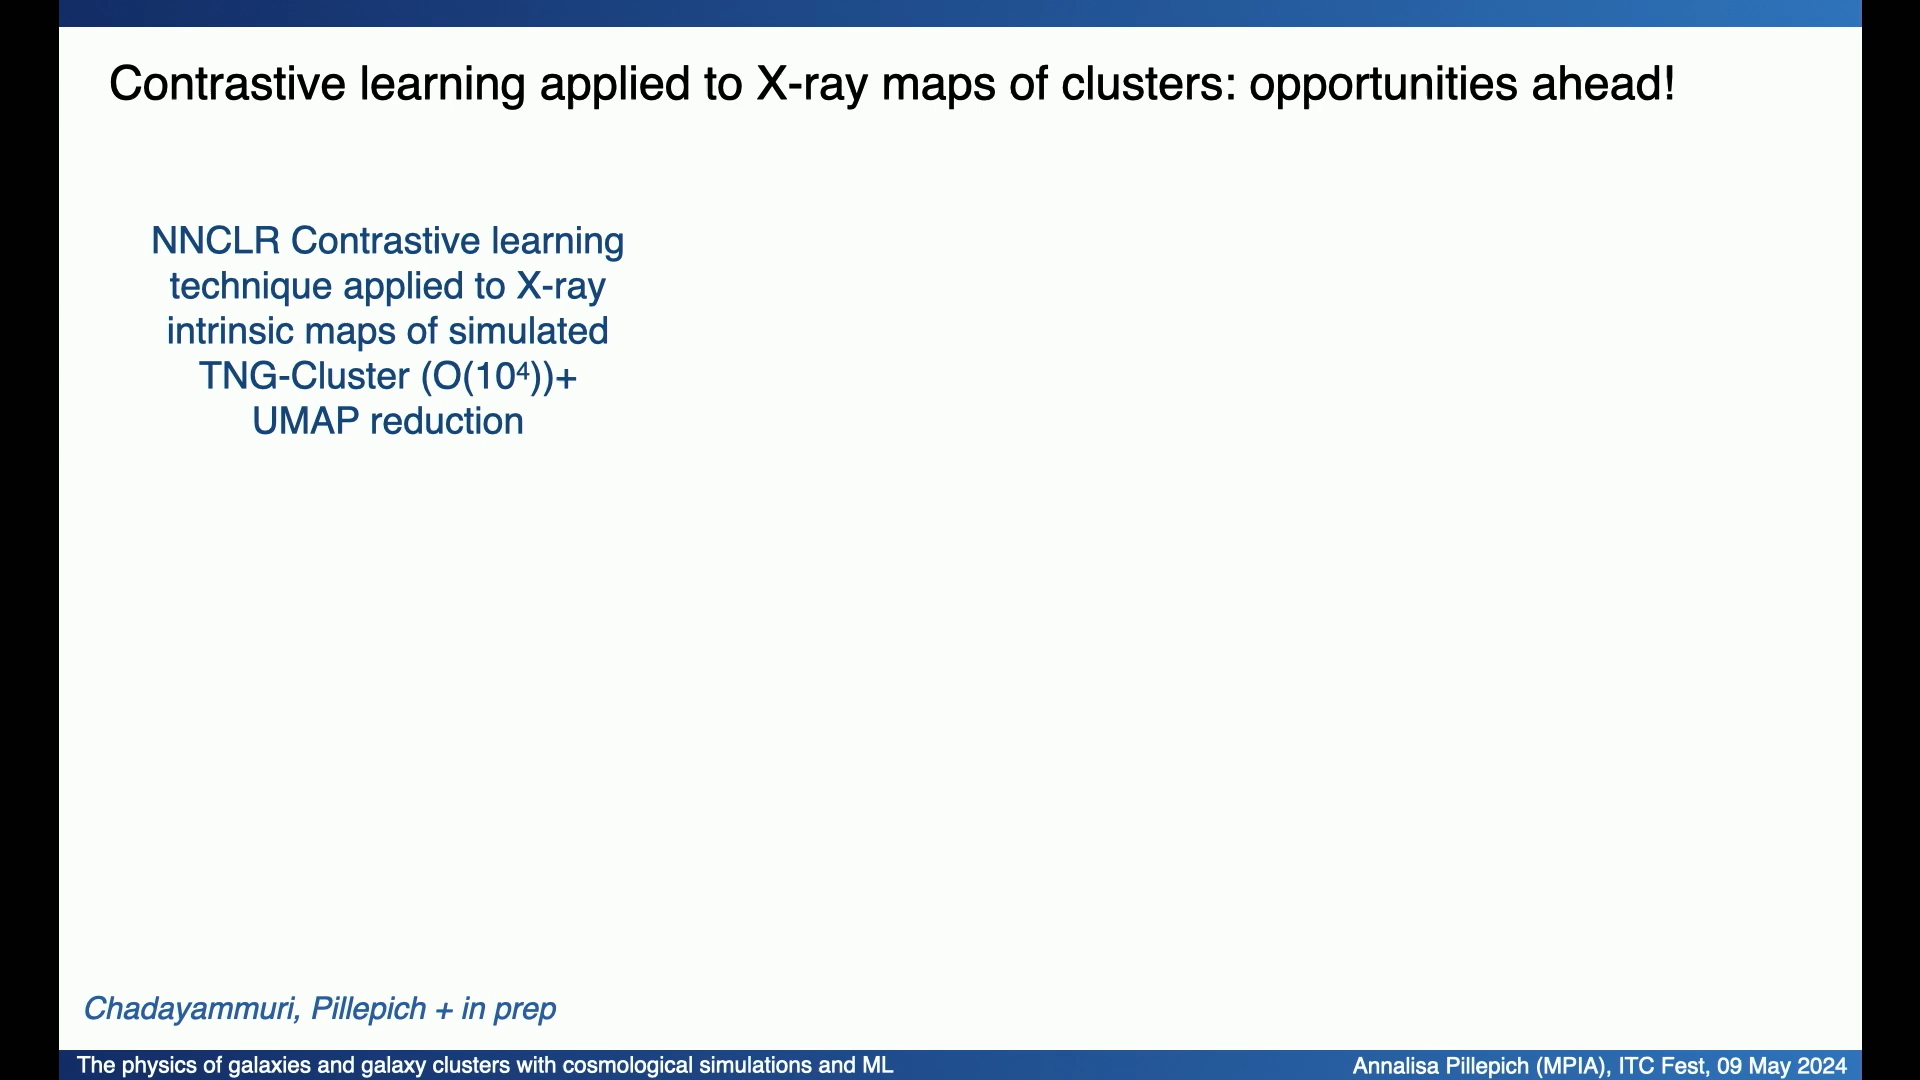 Contrastive learning applied to X-ray maps of clusters: opportunities ahead!
NNCLR Contrastive learning
technique applied to X-ray
intrinsic maps of simulated
TNG-Cluster (O(10⁴))+
UMAP reduction
Chadayammuri, Pillepich + in prep
The physics of galaxies and galaxy clusters with cosmological simulations and ML
Annalisa Pillepich (MPIA), ITC Fest, 09 May 2024